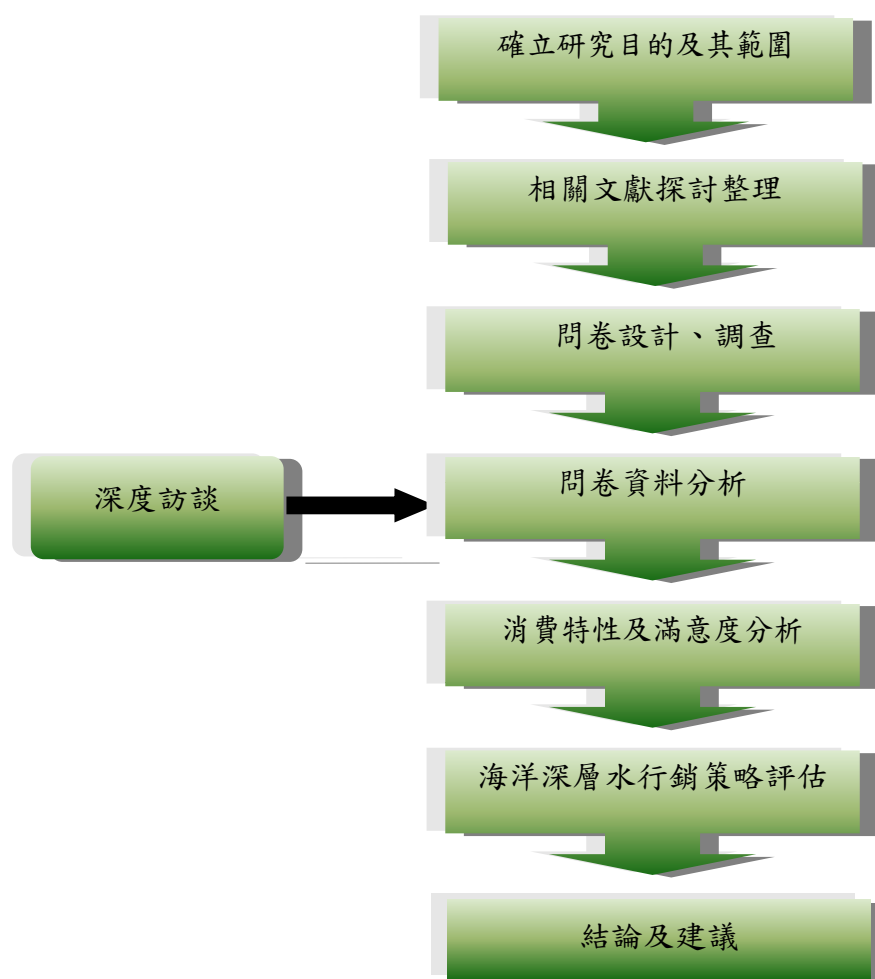 確立研究目的及其範圍
相關文獻探討整理
問卷設計、調查
深度訪談
問卷資料分析
消費特性及滿意度分析
海洋深層水行銷策略評估
結論及建議